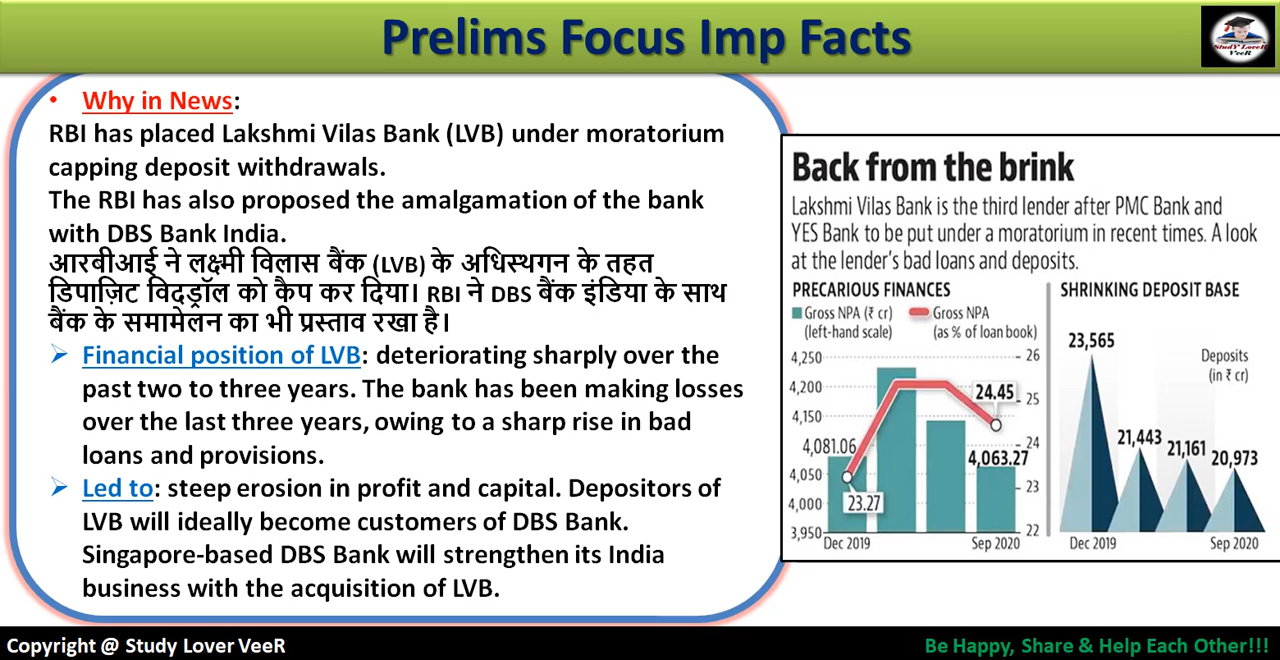 Prelims Focus Imp Facts
StudY LoveR
VeeR
• Why in News:
RBI has placed Lakshmi Vilas Bank (LVB) under moratorium
capping deposit withdrawals.
The RBI has also proposed the amalgamation of the bank
with DBS Bank India.
आरबीआई ने लक्ष्मी विलास बैंक (LVB) के अधिस्थगन के तहत
डिपाज़िट विदड्रॉल को कैप कर दिया। RBI ने DBS बैंक इंडिया के साथ
बैंक के समामेलन का भी प्रस्ताव रखा है।
➢ Financial position of LVB: deteriorating sharply over the
past two to three years. The bank has been making losses
over the last three years, owing to a sharp rise in bad
loans and provisions.
➢ Led to: steep erosion in profit and capital. Depositors of
LVB will ideally become customers of DBS Bank.
Singapore-based DBS Bank will strengthen its India
business with the acquisition of LVB.
Back from the brink
Lakshmi Vilas Bank is the third lender after PMC Bank and
YES Bank to be put under a moratorium in recent times. A look
at the lender's bad loans and deposits.
PRECARIOUS FINANCES
Gross NPA (₹ cr)
(left-hand scale)
Gross NPA
(as % of loan book)
4,250
4,200
4,150
4,081.06
4,050
4,000
3,950
26
25
24
23
22
24.45
4,063.27
23.27
Dec 2019
Sep 2020
SHRINKING DEPOSIT BASE
Deposits
(in ₹ cr)
23,565
21,443
21,161
20,973
Dec 2019
Sep 2020
Copyright @ Study Lover VeeR
Be Happy, Share & Help Each Other!!!